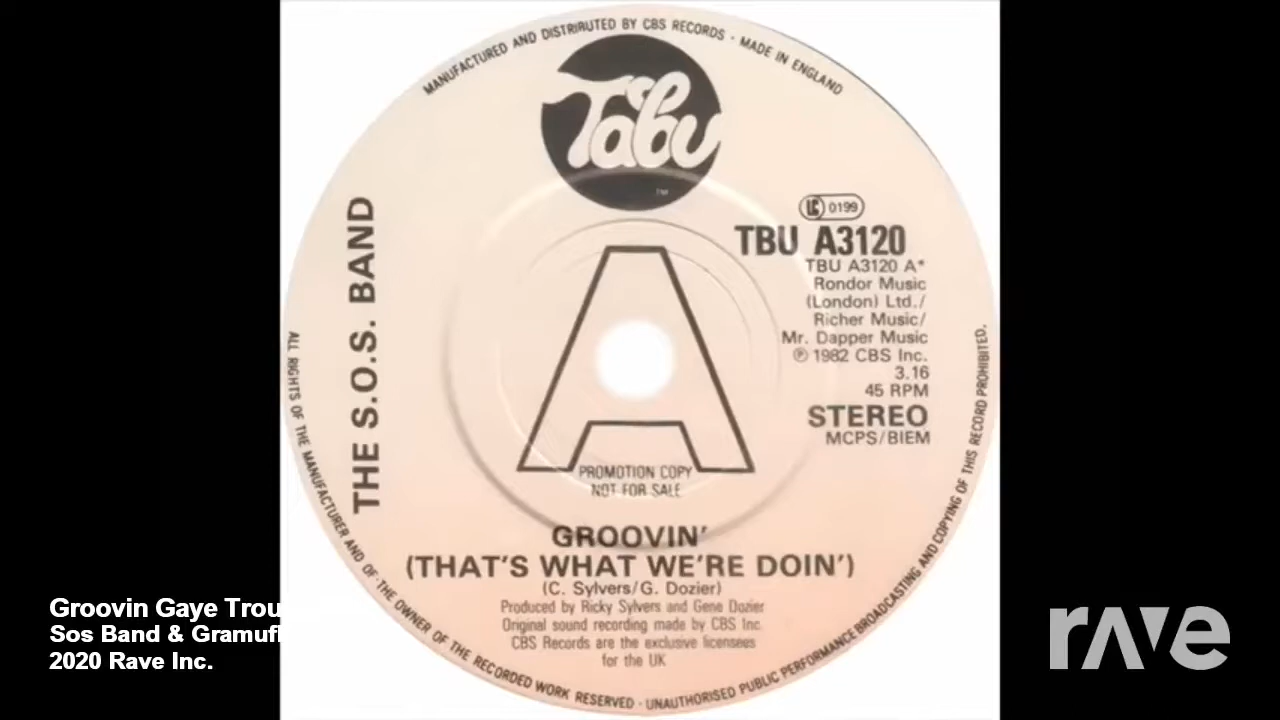 MANUFACTURED AND DISTRIBUTED BY CBS RECORDS · MADE IN ENGLAND
Tabu
TM
LC 0199
TBU A3120
TBU A3120 A*
Rondor Music
(London) Ltd./
Richer Music/
Mr. Dapper Music
℗ 1982 CBS Inc.
3.16
45 RPM
STEREO
MCPS/BIEM
THE S.O.S. BAND
A
PROMOTION COPY
NOT FOR SALE
GROOVIN'
(THAT'S WHAT WE'RE DOIN')
(C. Sylvers/G. Dozier)
Produced by Ricky Sylvers and Gene Dozier
Original sound recording made by CBS Inc.
CBS Records are the exclusive licensees
for the UK
ALL RIGHTS OF THE MANUFACTURER AND OF THE OWNER OF THE RECORDED WORK RESERVED · UNAUTHORISED PUBLIC PERFORMANCE BROADCASTING AND COPYING OF THIS RECORD PROHIBITED.
Groovin Gaye Trou
Sos Band & Gramufl
2020 Rave Inc.
rave